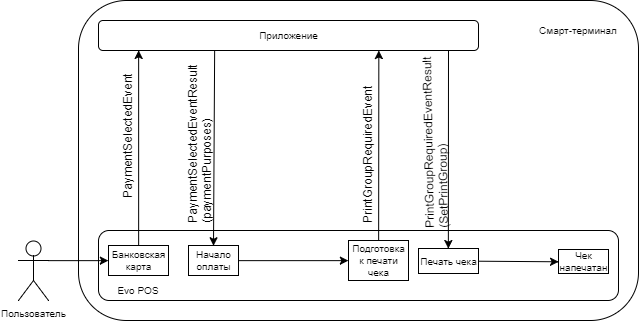 Смарт-терминал
Приложение
PaymentSelectedEvent
PaymentSelectedEventResult
(paymentPurposes)
PrintGroupRequiredEvent
PrintGroupRequiredEventResult
(SetPrintGroup)
Банковская
карта
Начало
оплаты
Подготовка
к печати
чека
Печать чека
Чек
напечатан
Evo POS
Пользователь